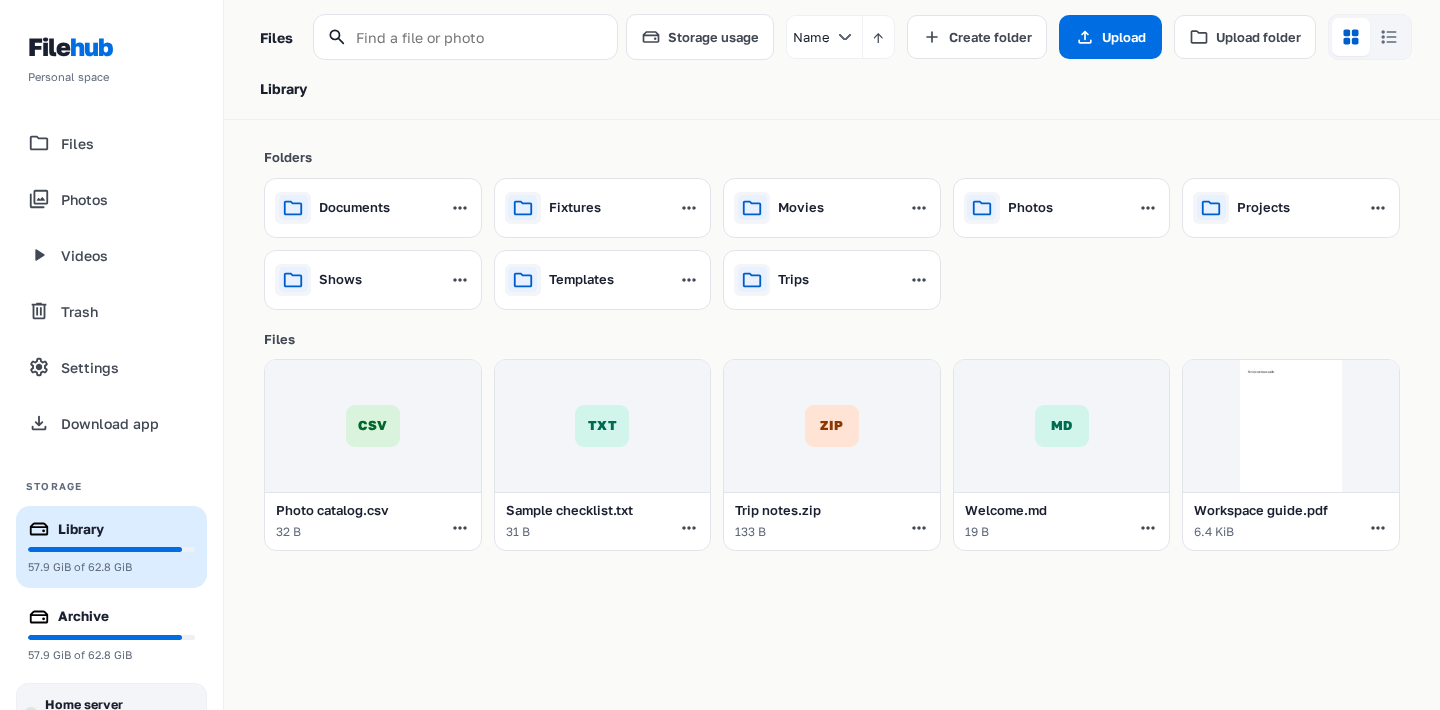 Filehub
Personal space
Files
Photos
Videos
Trash
Settings
Download app
STORAGE
Library
57.9 GiB of 62.8 GiB
Archive
57.9 GiB of 62.8 GiB
Home server
Files
Find a file or photo
Storage usage
Name
Create folder
Upload
Upload folder
Library
Folders
Documents
Fixtures
Movies
Photos
Projects
Shows
Templates
Trips
Files
CSV
Photo catalog.csv
32 B
TXT
Sample checklist.txt
31 B
ZIP
Trip notes.zip
133 B
MD
Welcome.md
19 B
Workspace guide.pdf
6.4 KiB